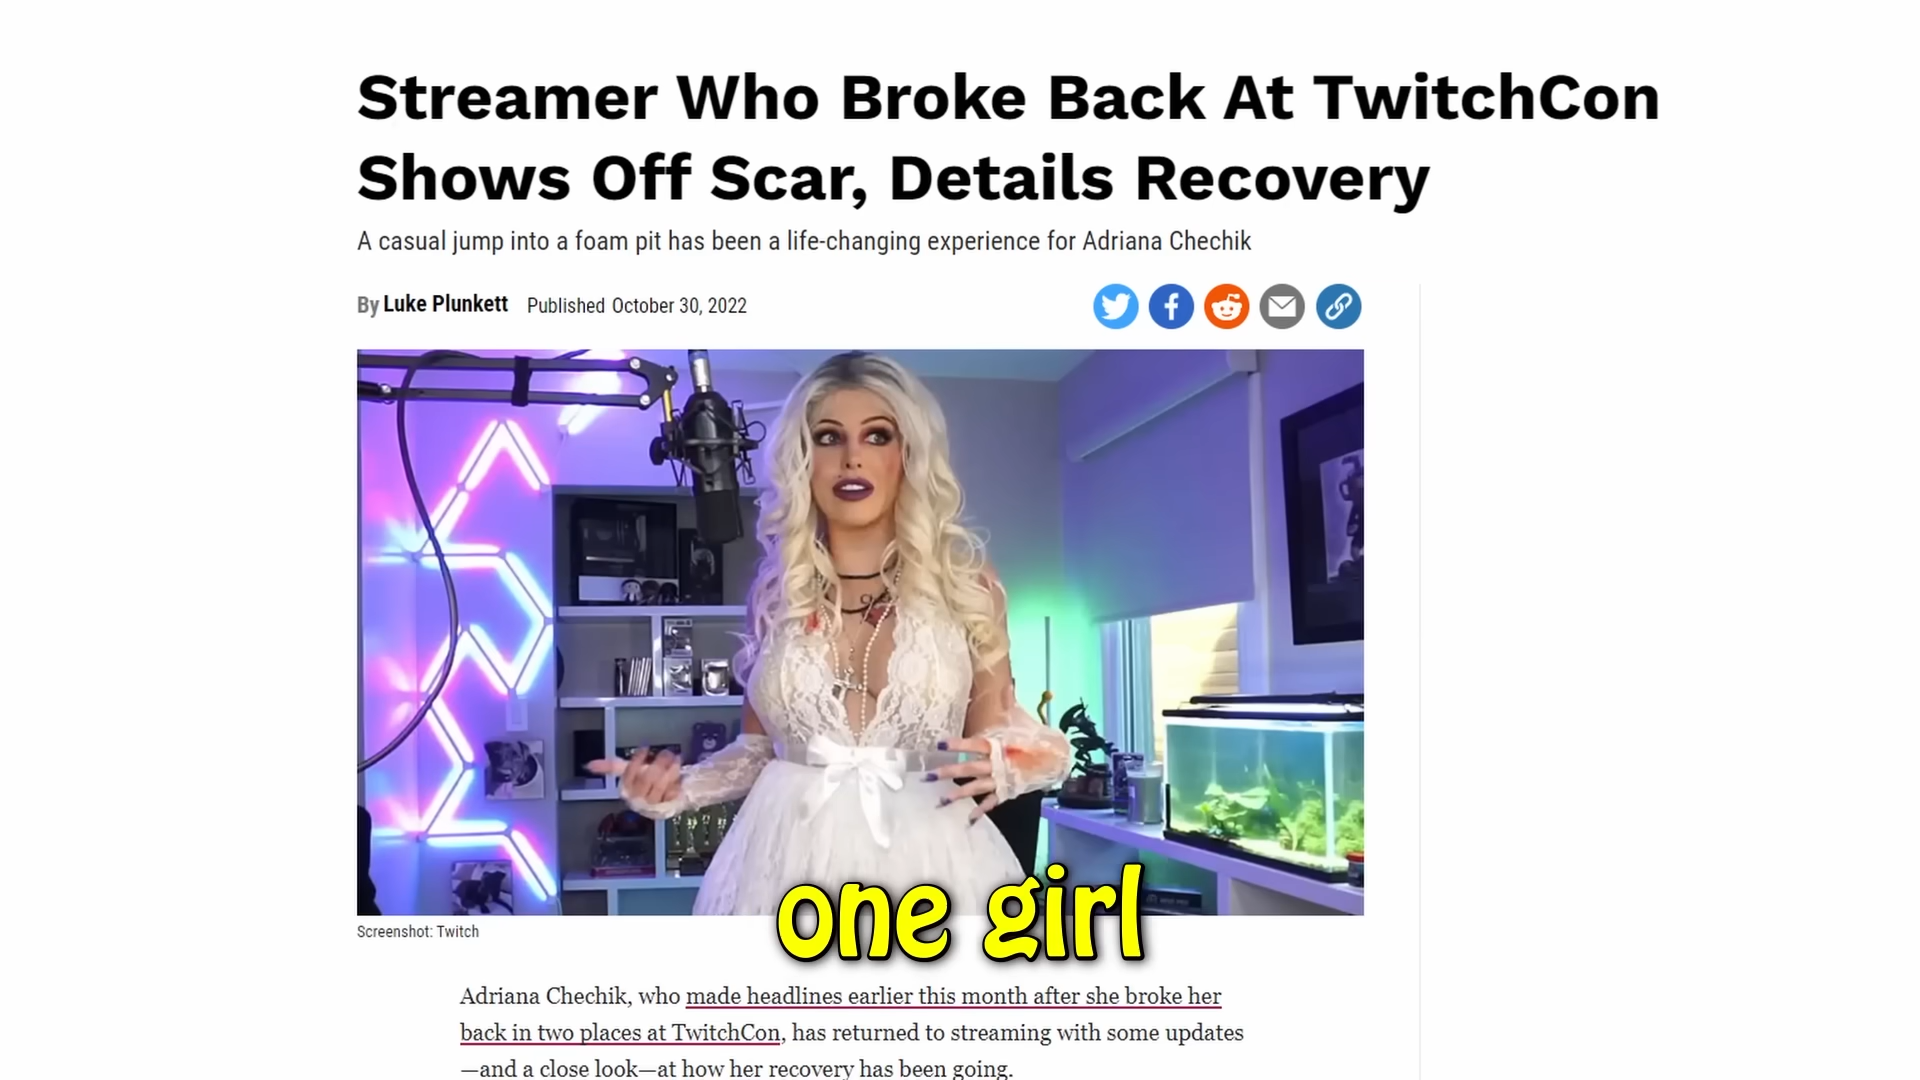 Streamer Who Broke Back At TwitchCon
Shows Off Scar, Details Recovery
A casual jump into a foam pit has been a life-changing experience for Adriana Chechik
By Luke Plunkett Published October 30, 2022
one girl
Screenshot: Twitch
Adriana Chechik, who made headlines earlier this month after she broke her
back in two places at TwitchCon, has returned to streaming with some updates
—and a close look—at how her recovery has been going.